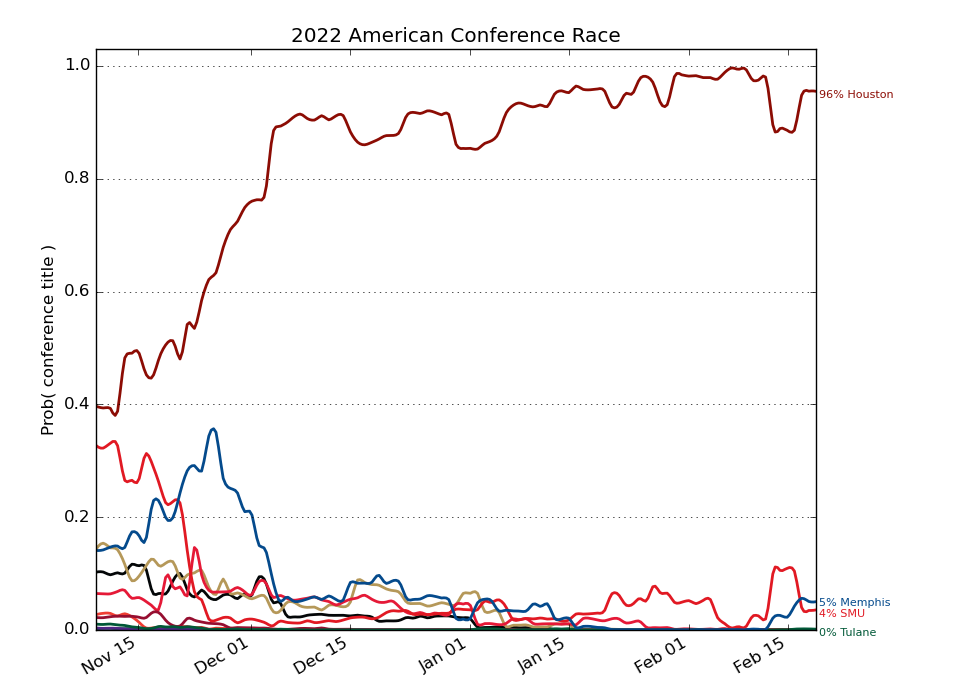 2022 American Conference Race
Prob( conference title )
1.0
0.8
0.6
0.4
0.2
0.0
96% Houston
5% Memphis
4% SMU
0% Tulane
Nov 15
Dec 01
Dec 15
Jan 01
Jan 15
Feb 01
Feb 15